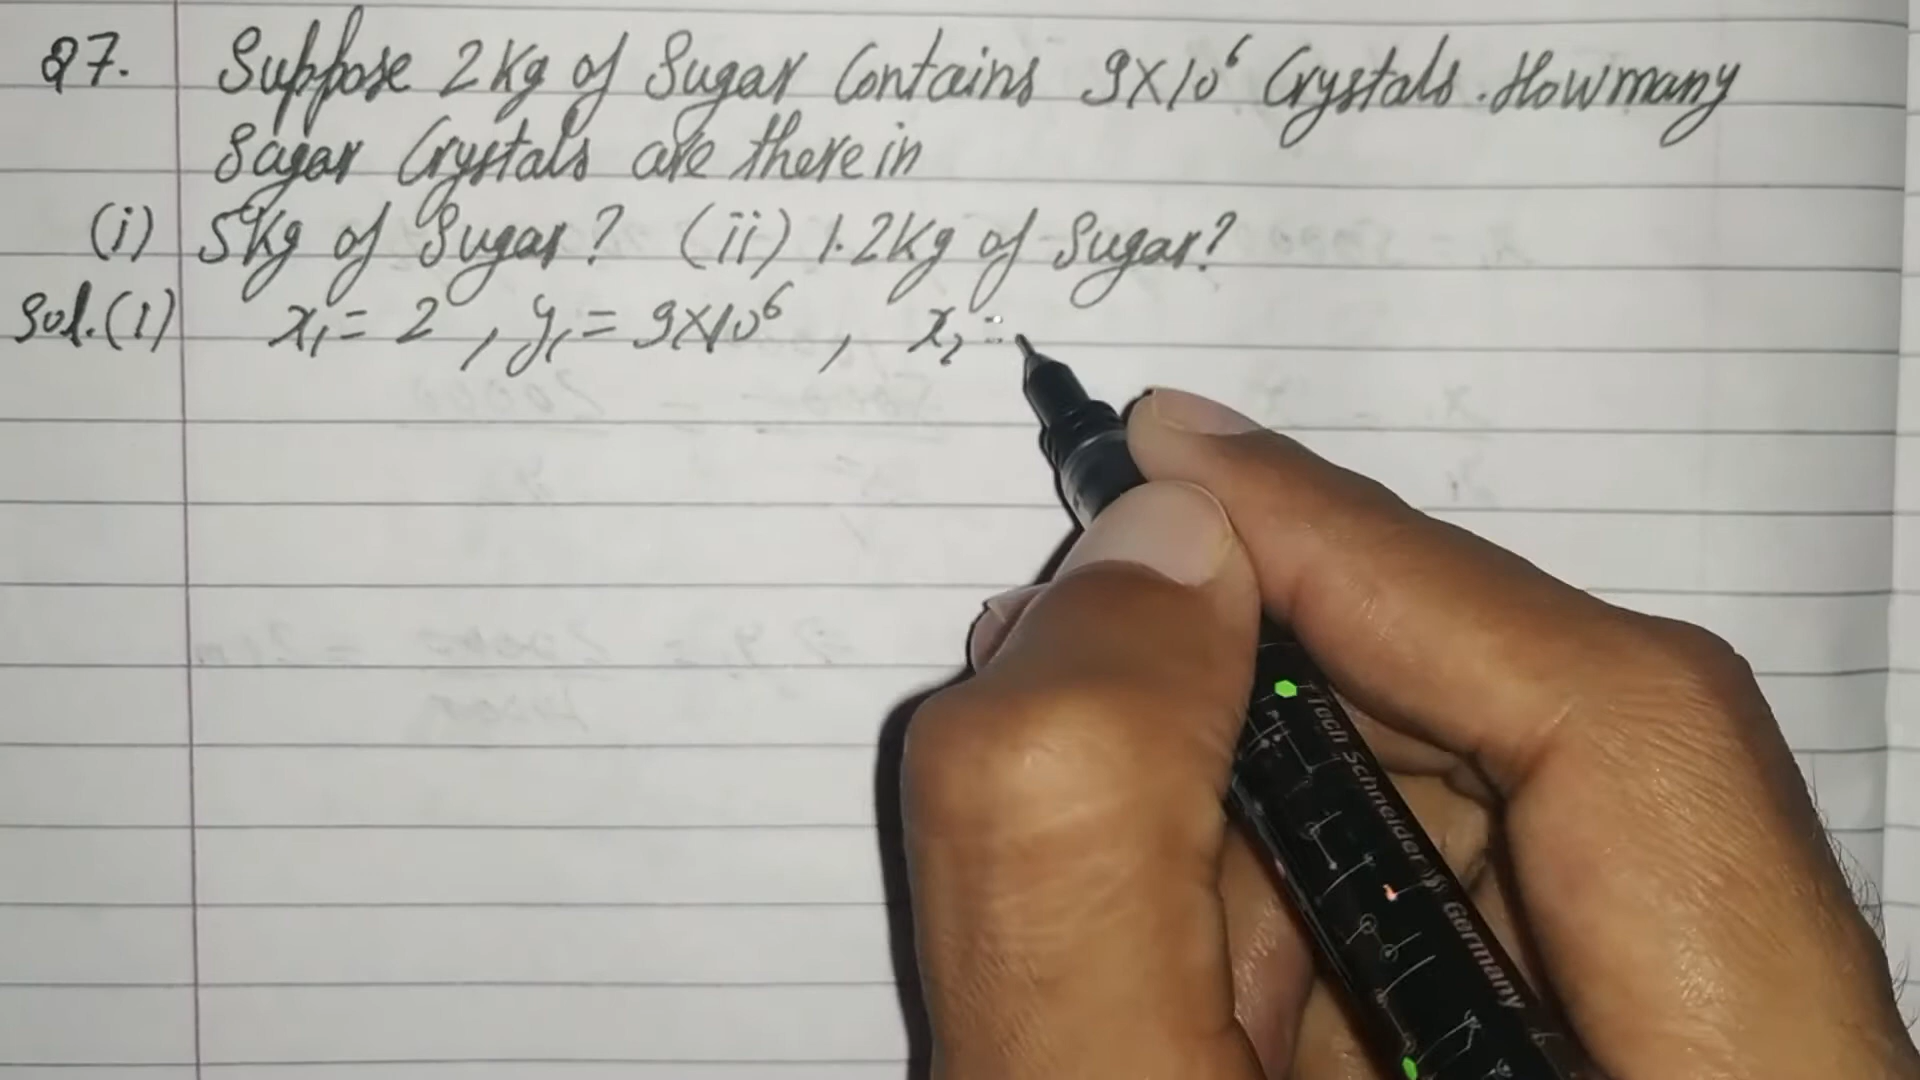 Q7. Suppose 2kg of Sugar Contains 9×10⁶ Crystals. How many
Sugar Crystals are there in
(i) 5kg of Sugar? (ii) 1.2kg of Sugar?
Sol.(1) x₁ = 2, y₁ = 9×10⁶, x₂ =
Tech Schneider Germany